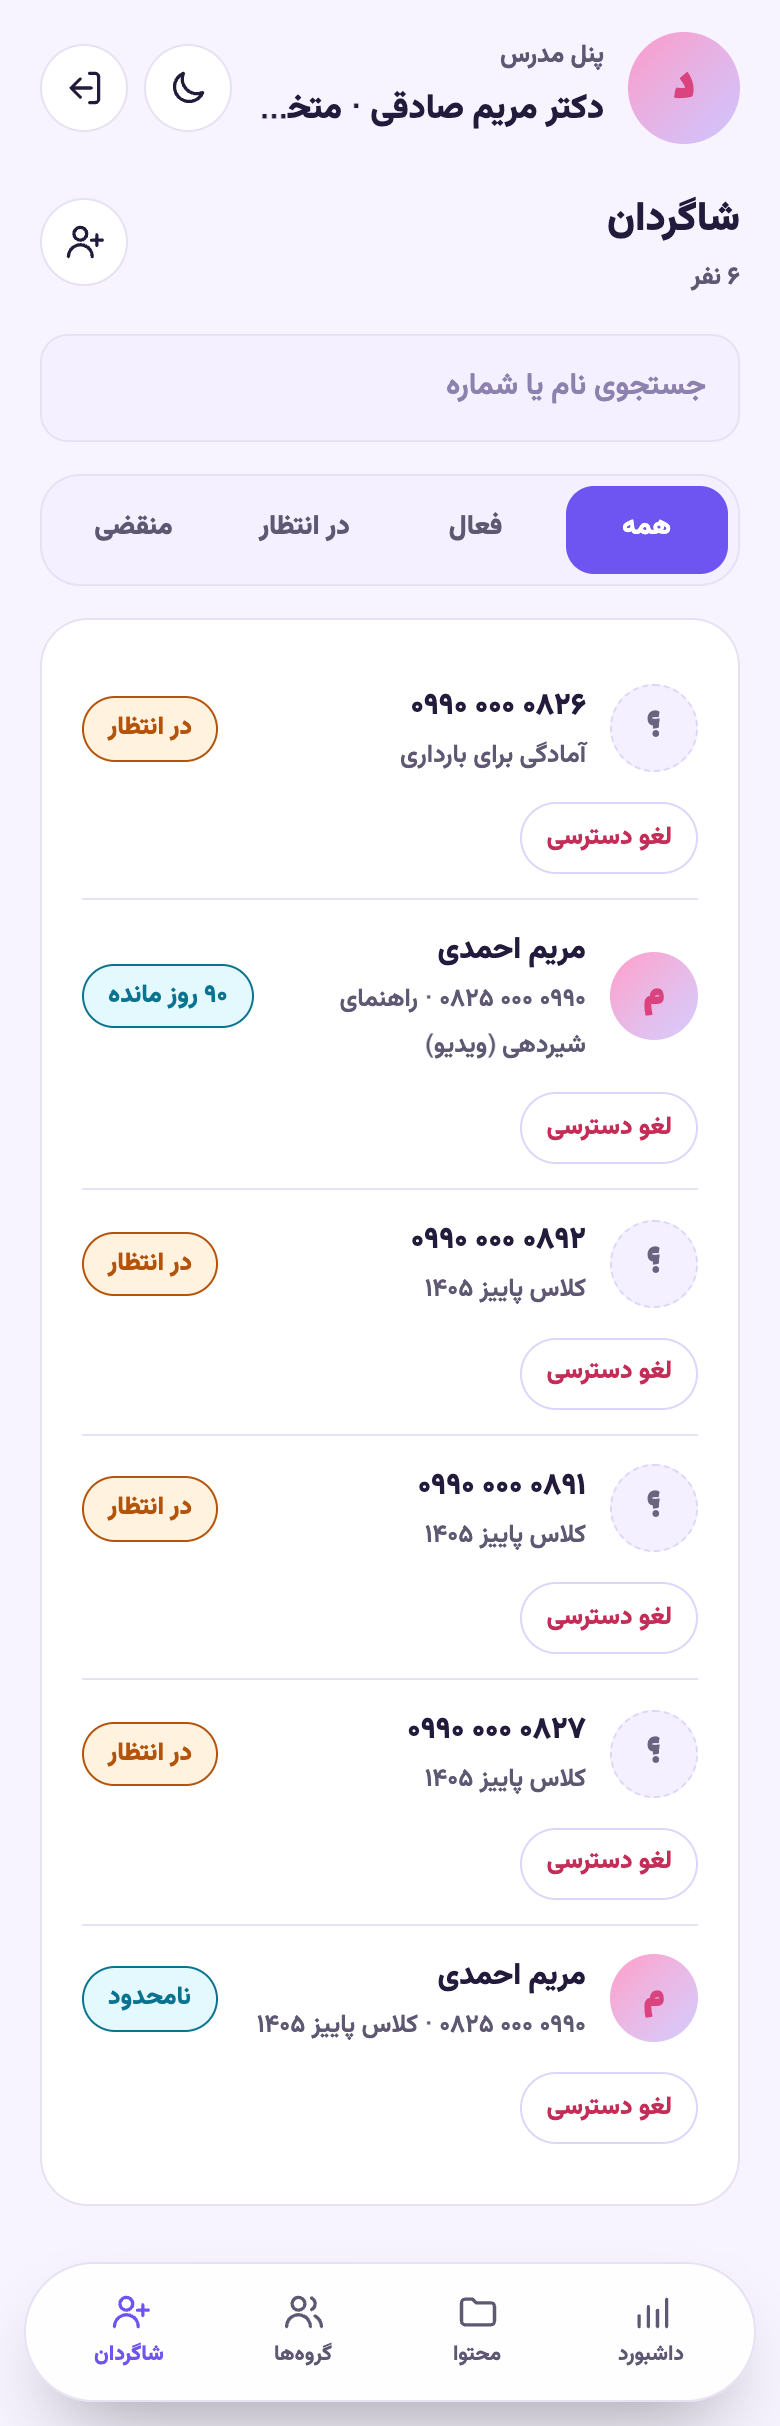 د
پنل مدرس
دکتر مریم صادقی · متخـ...
شاگردان
۶ نفر
جستجوی نام یا شماره
همه
فعال
در انتظار
منقضی
؟
۰۹۹۰ ۰۰۰ ۰۸۲۶
آمادگی برای بارداری
در انتظار
لغو دسترسی
م
مریم احمدی
۰۹۹۰ ۰۰۰ ۰۸۲۵ · راهنمای
شیردهی (ویدیو)
۹۰ روز مانده
لغو دسترسی
؟
۰۹۹۰ ۰۰۰ ۰۸۹۲
کلاس پاییز ۱۴۰۵
در انتظار
لغو دسترسی
؟
۰۹۹۰ ۰۰۰ ۰۸۹۱
کلاس پاییز ۱۴۰۵
در انتظار
لغو دسترسی
؟
۰۹۹۰ ۰۰۰ ۰۸۲۷
کلاس پاییز ۱۴۰۵
در انتظار
لغو دسترسی
م
مریم احمدی
۰۹۹۰ ۰۰۰ ۰۸۲۵ · کلاس پاییز ۱۴۰۵
نامحدود
لغو دسترسی
داشبورد
محتوا
گروه‌ها
شاگردان